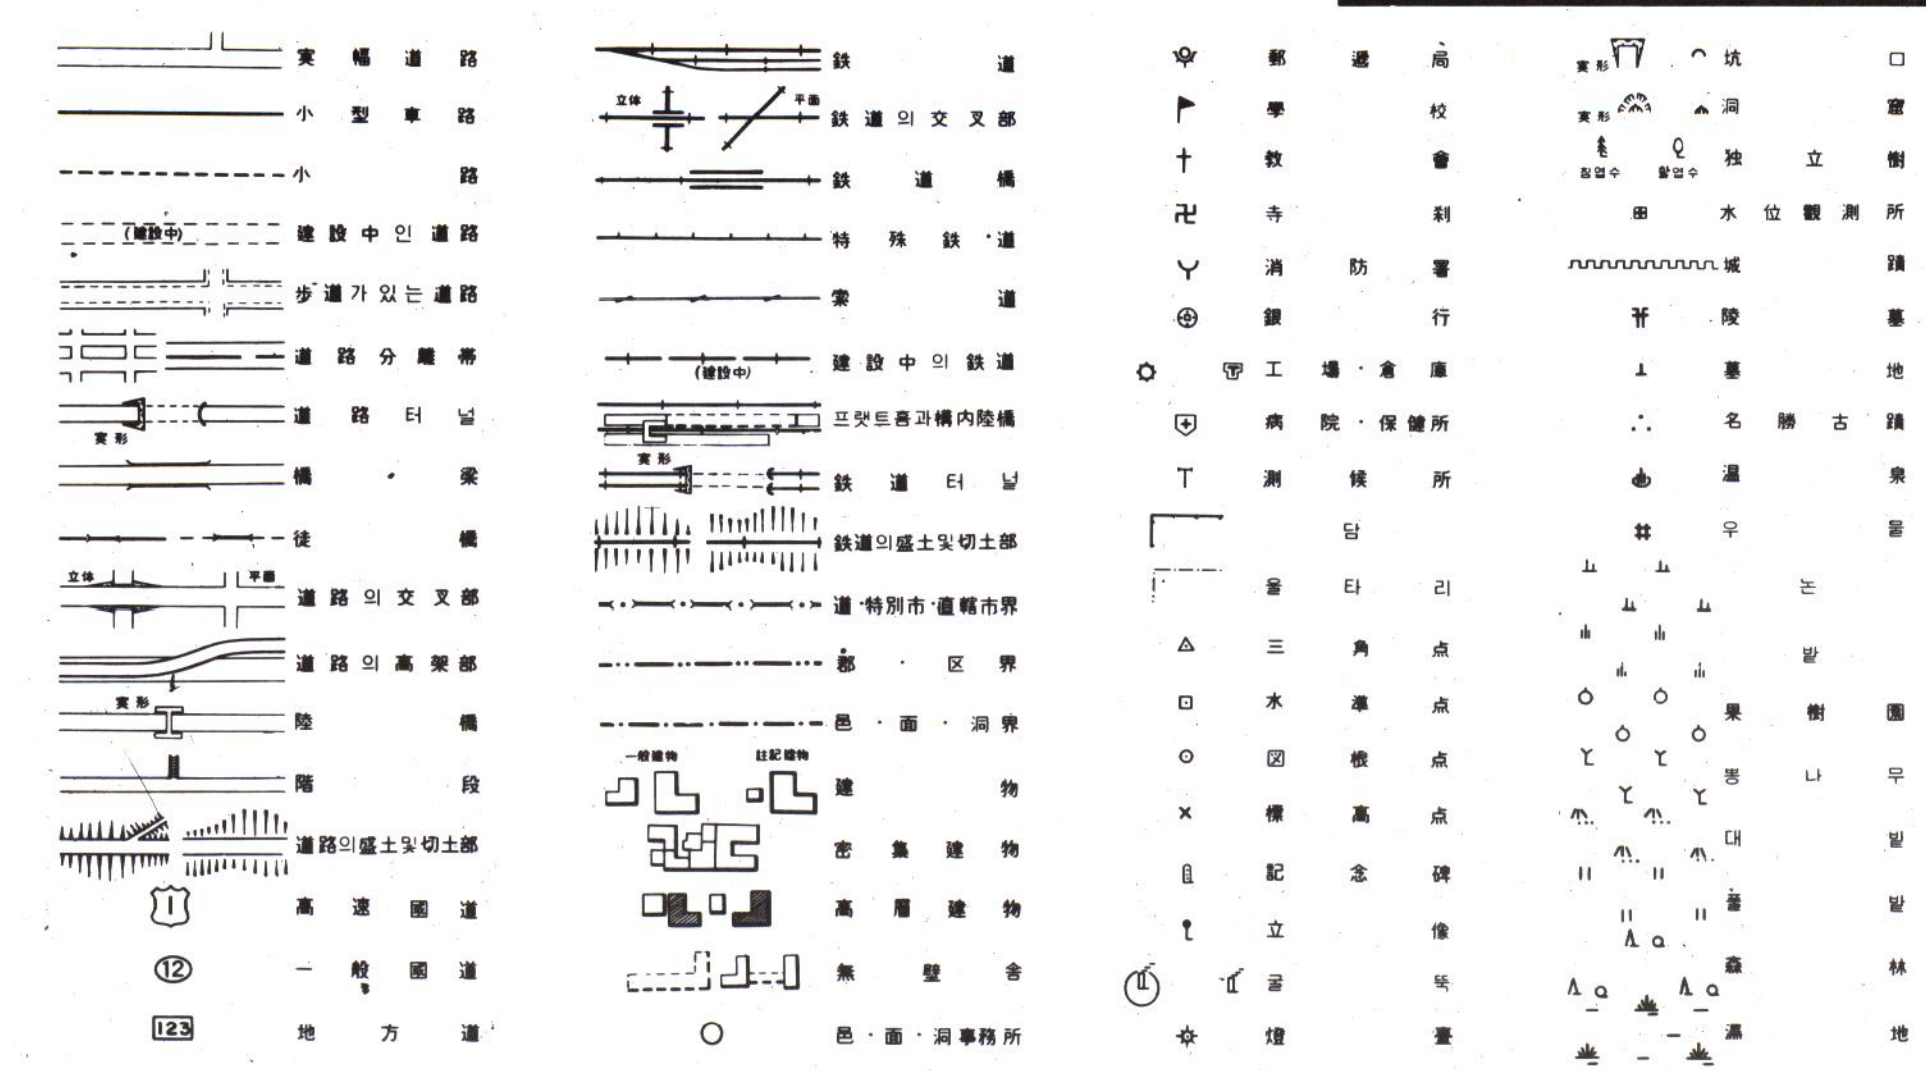 実幅道路
小型車路
小路
(建設中)
建設中인道路
歩道가있는道路
道路分離帯
道路터널
実形
橋梁
徒橋
立体 平面
道路의交叉部
道路의高架部
実形
陸橋
階段
道路의盛土및切土部
1
高速國道
12
一般國道
123
地方道
鉄道
立体 平面
鉄道의交叉部
鉄道橋
特殊鉄道
索道
建設中의鉄道
(建設中)
프랫트홈과構内陸橋
実形
鉄道터널
鉄道의盛土및切土部
道·特別市·直轄市界
郡·区界
邑·面·洞界
一般建物 註記建物
建物
密集建物
高層建物
無壁舍
邑·面·洞事務所
郵遞局
學校
教會
寺刹
消防署
銀行
工場·倉庫
病院·保健所
測候所
담
울타리
三角点
水準点
図根点
標高点
記念碑
立像
굴뚝
燈臺
実形 坑口
実形 洞窟
独立樹
침엽수 활엽수
水位觀測所
城蹟
陵墓
墓地
名勝古蹟
温泉
우물
논
밭
果樹園
뽕나무
대밭
풀밭
森林
濕地